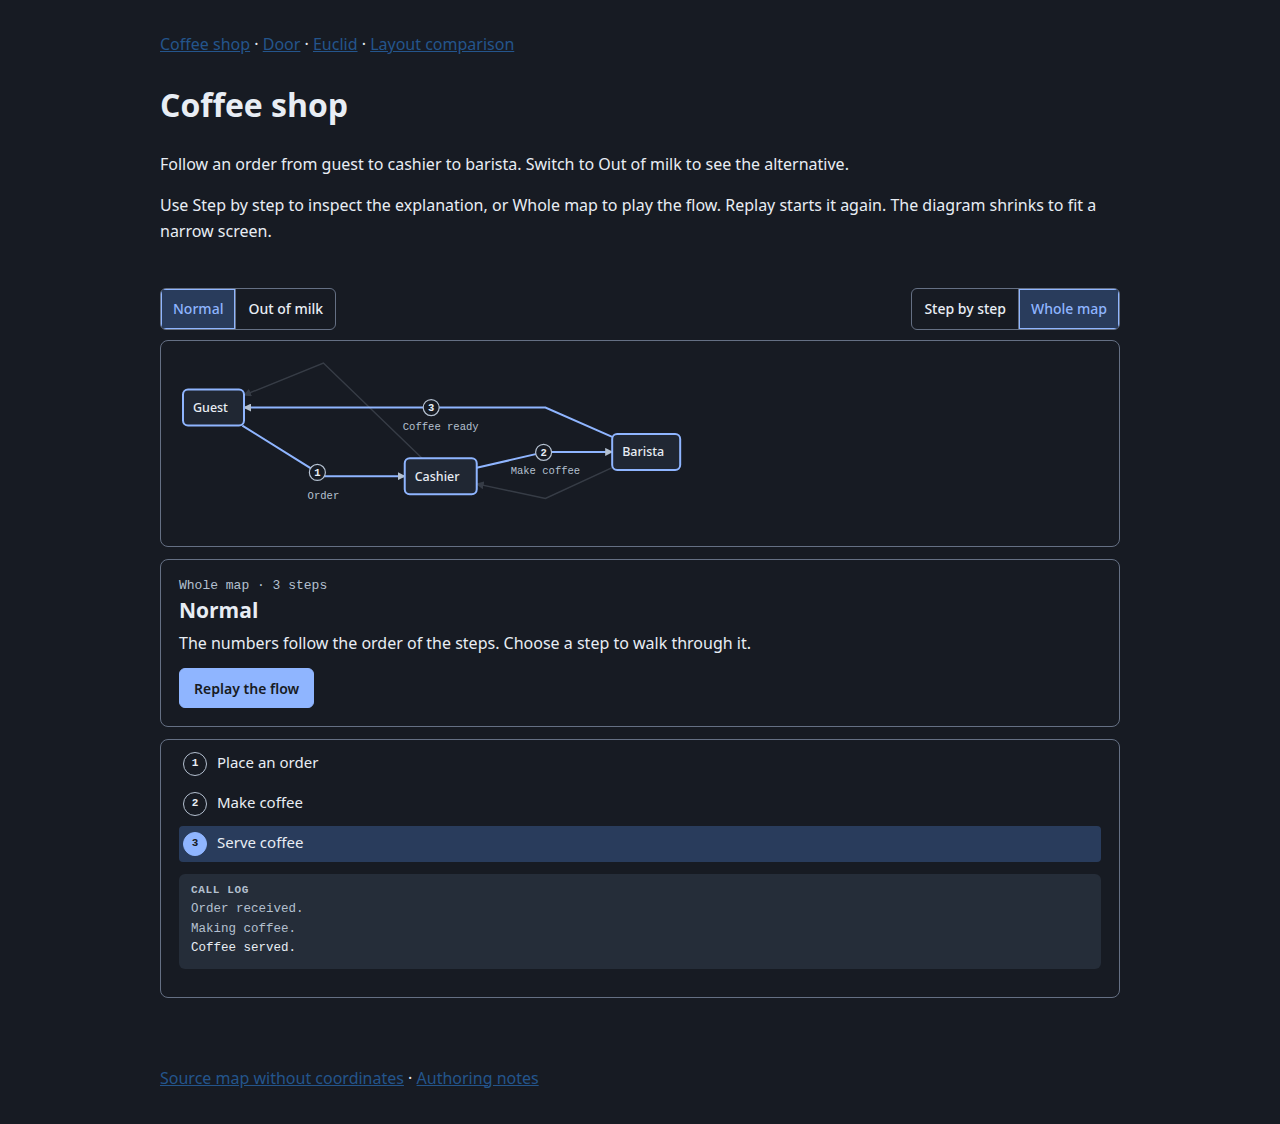 Coffee shop · Door · Euclid · Layout comparison
Coffee shop
Follow an order from guest to cashier to barista. Switch to Out of milk to see the alternative.
Use Step by step to inspect the explanation, or Whole map to play the flow. Replay starts it again. The diagram shrinks to fit a
narrow screen.
Normal Out of milk
Step by step Whole map
Guest
3
Coffee ready
Barista
2
Make coffee
1
Order
Cashier
Whole map · 3 steps
Normal
The numbers follow the order of the steps. Choose a step to walk through it.
Replay the flow
1 Place an order
2 Make coffee
3 Serve coffee
CALL LOG
Order received.
Making coffee.
Coffee served.
Source map without coordinates · Authoring notes